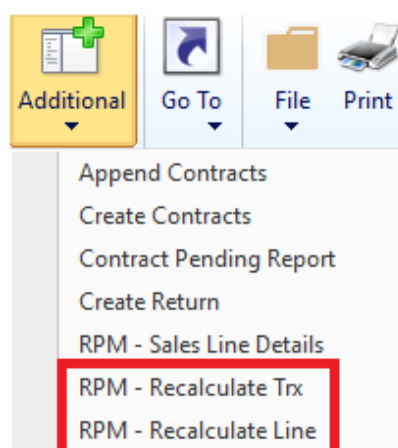 Additional Go To File Print
Append Contracts
Create Contracts
Contract Pending Report
Create Return
RPM - Sales Line Details
RPM - Recalculate Trx
RPM - Recalculate Line